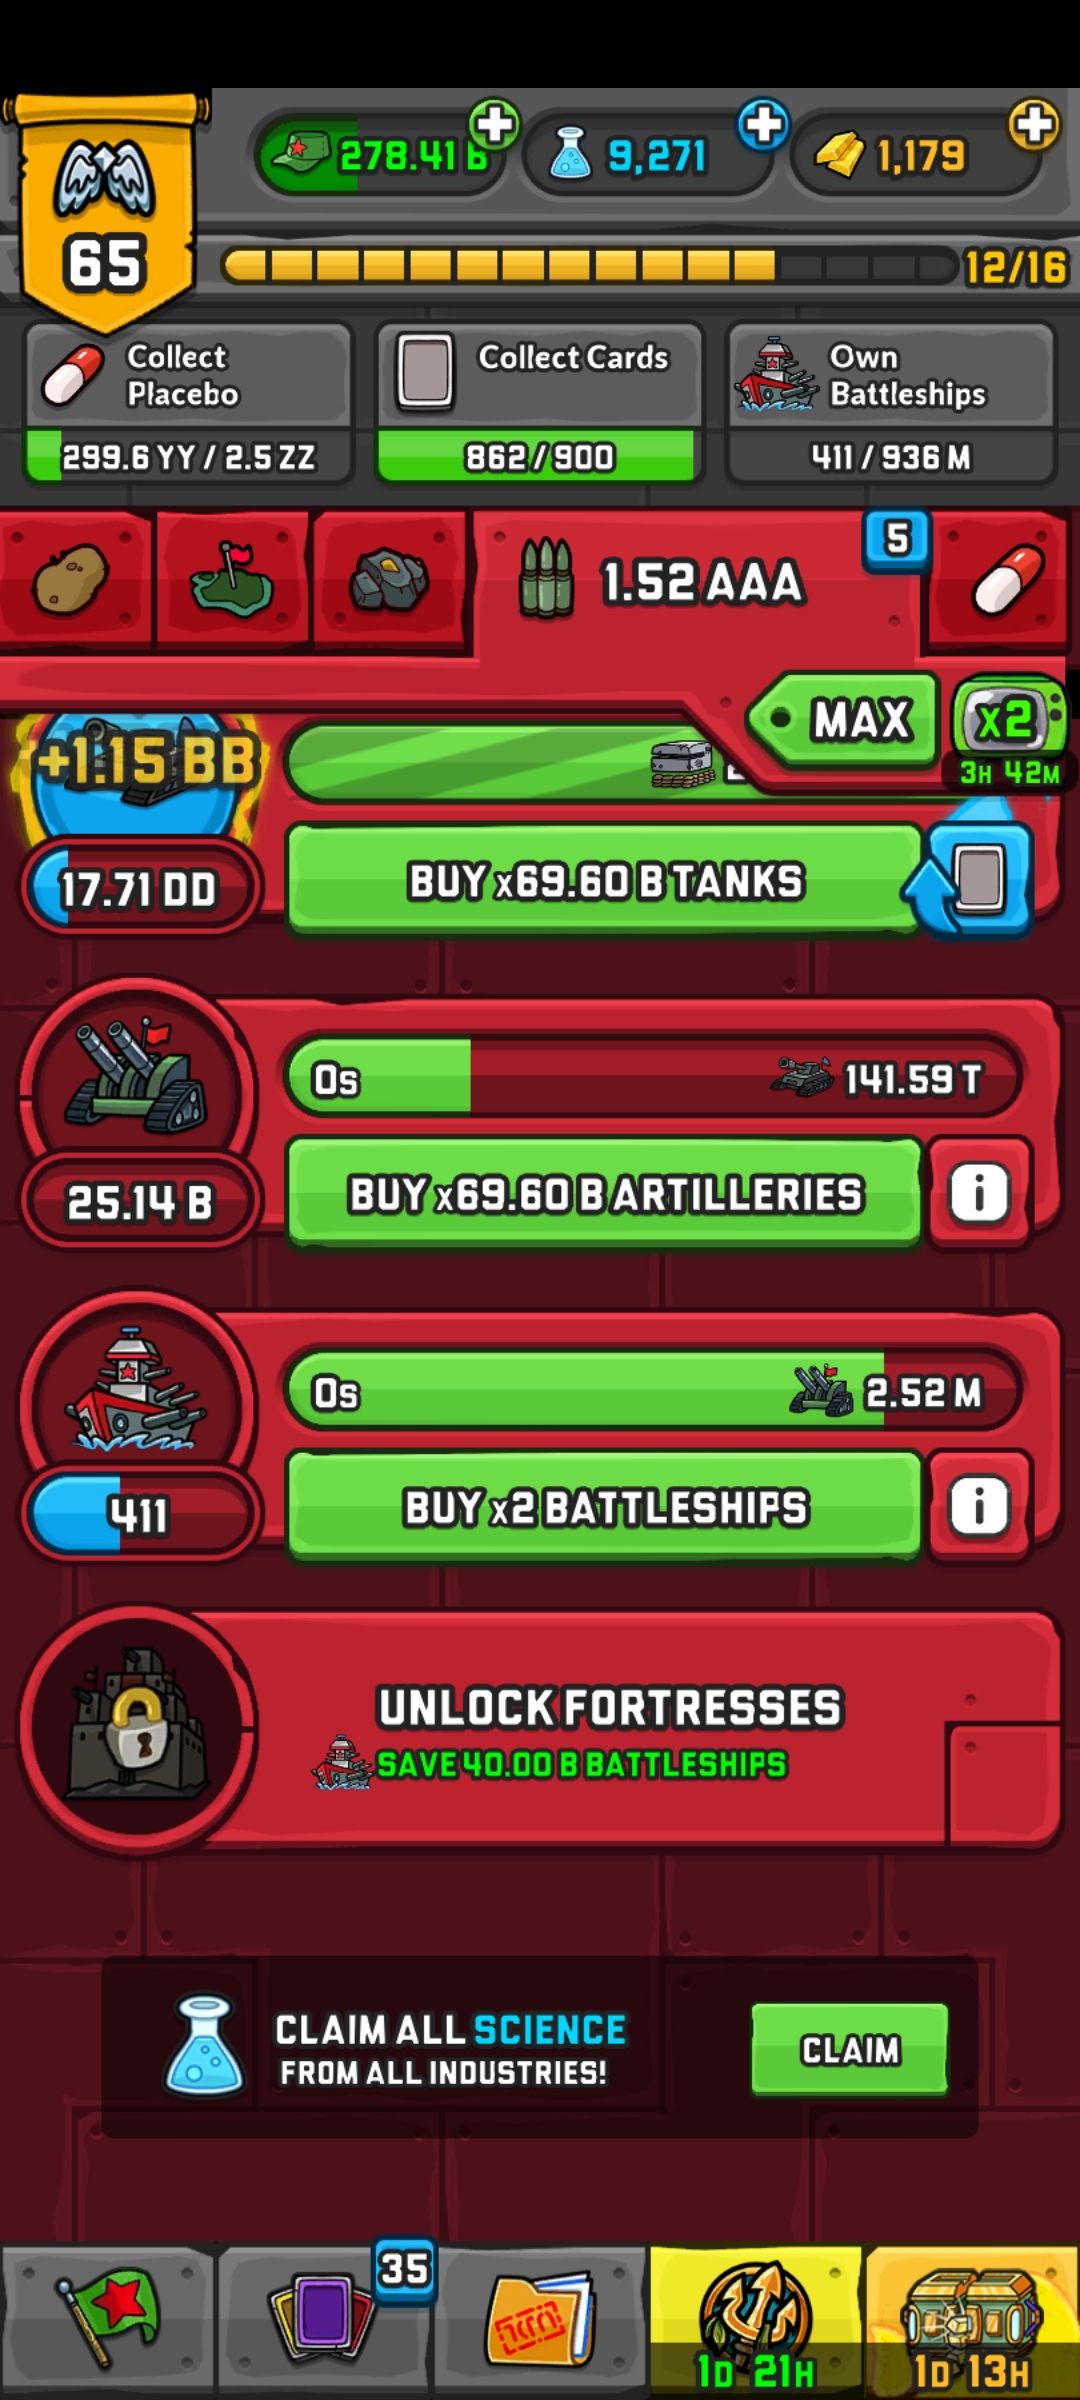 278.41 B
9,271
1,179
65
12/16
Collect
Placebo
299.6 YY / 2.5 ZZ
Collect Cards
862/900
Own
Battleships
411 / 936 M
1.52 AAA
5
MAX
x2
3H 42M
+1.15 BB
17.71 DD
BUY x69.60 B TANKS
0s
141.59 T
25.14 B
BUY x69.60 B ARTILLERIES
i
0s
2.52 M
411
BUY x2 BATTLESHIPS
i
UNLOCK FORTRESSES
SAVE 40.00 B BATTLESHIPS
CLAIM ALL SCIENCE
FROM ALL INDUSTRIES!
CLAIM
35
1D 21H
1D 13H